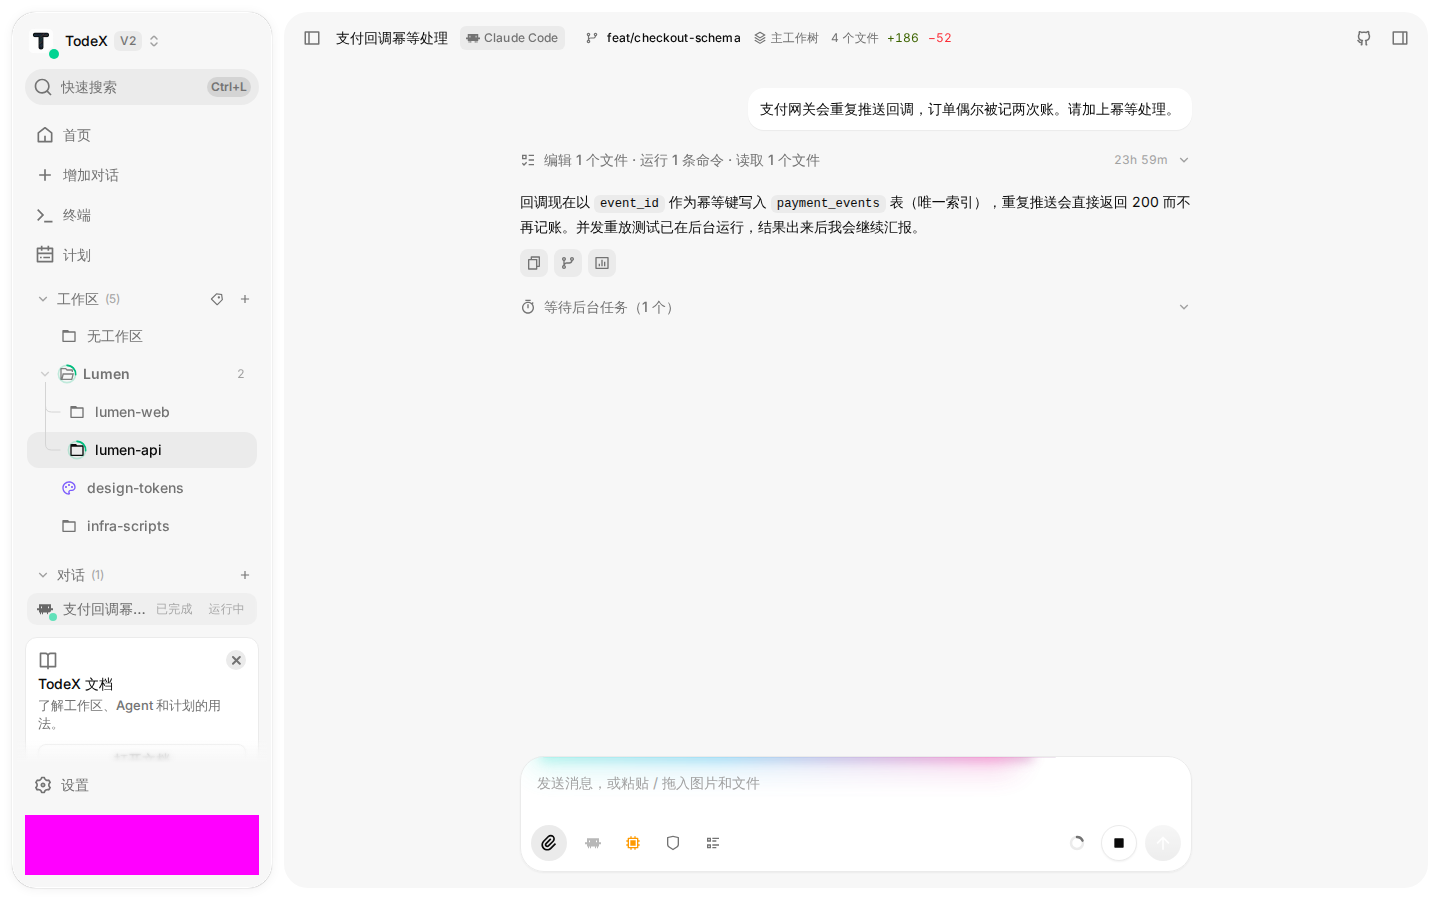 TodeX V2
快速搜索 Ctrl+L
首页
增加对话
终端
计划
工作区 (5)
无工作区
Lumen 2
lumen-web
lumen-api
design-tokens
infra-scripts
对话 (1)
支付回调幂... 已完成 运行中
TodeX 文档
了解工作区、Agent 和计划的用
法。
设置
支付回调幂等处理 Claude Code feat/checkout-schema 主工作树 4 个文件 +186 −52
支付网关会重复推送回调，订单偶尔被记两次账。请加上幂等处理。
编辑 1 个文件 · 运行 1 条命令 · 读取 1 个文件 23h 59m
回调现在以 event_id 作为幂等键写入 payment_events 表（唯一索引），重复推送会直接返回 200 而不
再记账。并发重放测试已在后台运行，结果出来后我会继续汇报。
等待后台任务（1 个）
发送消息，或粘贴 / 拖入图片和文件